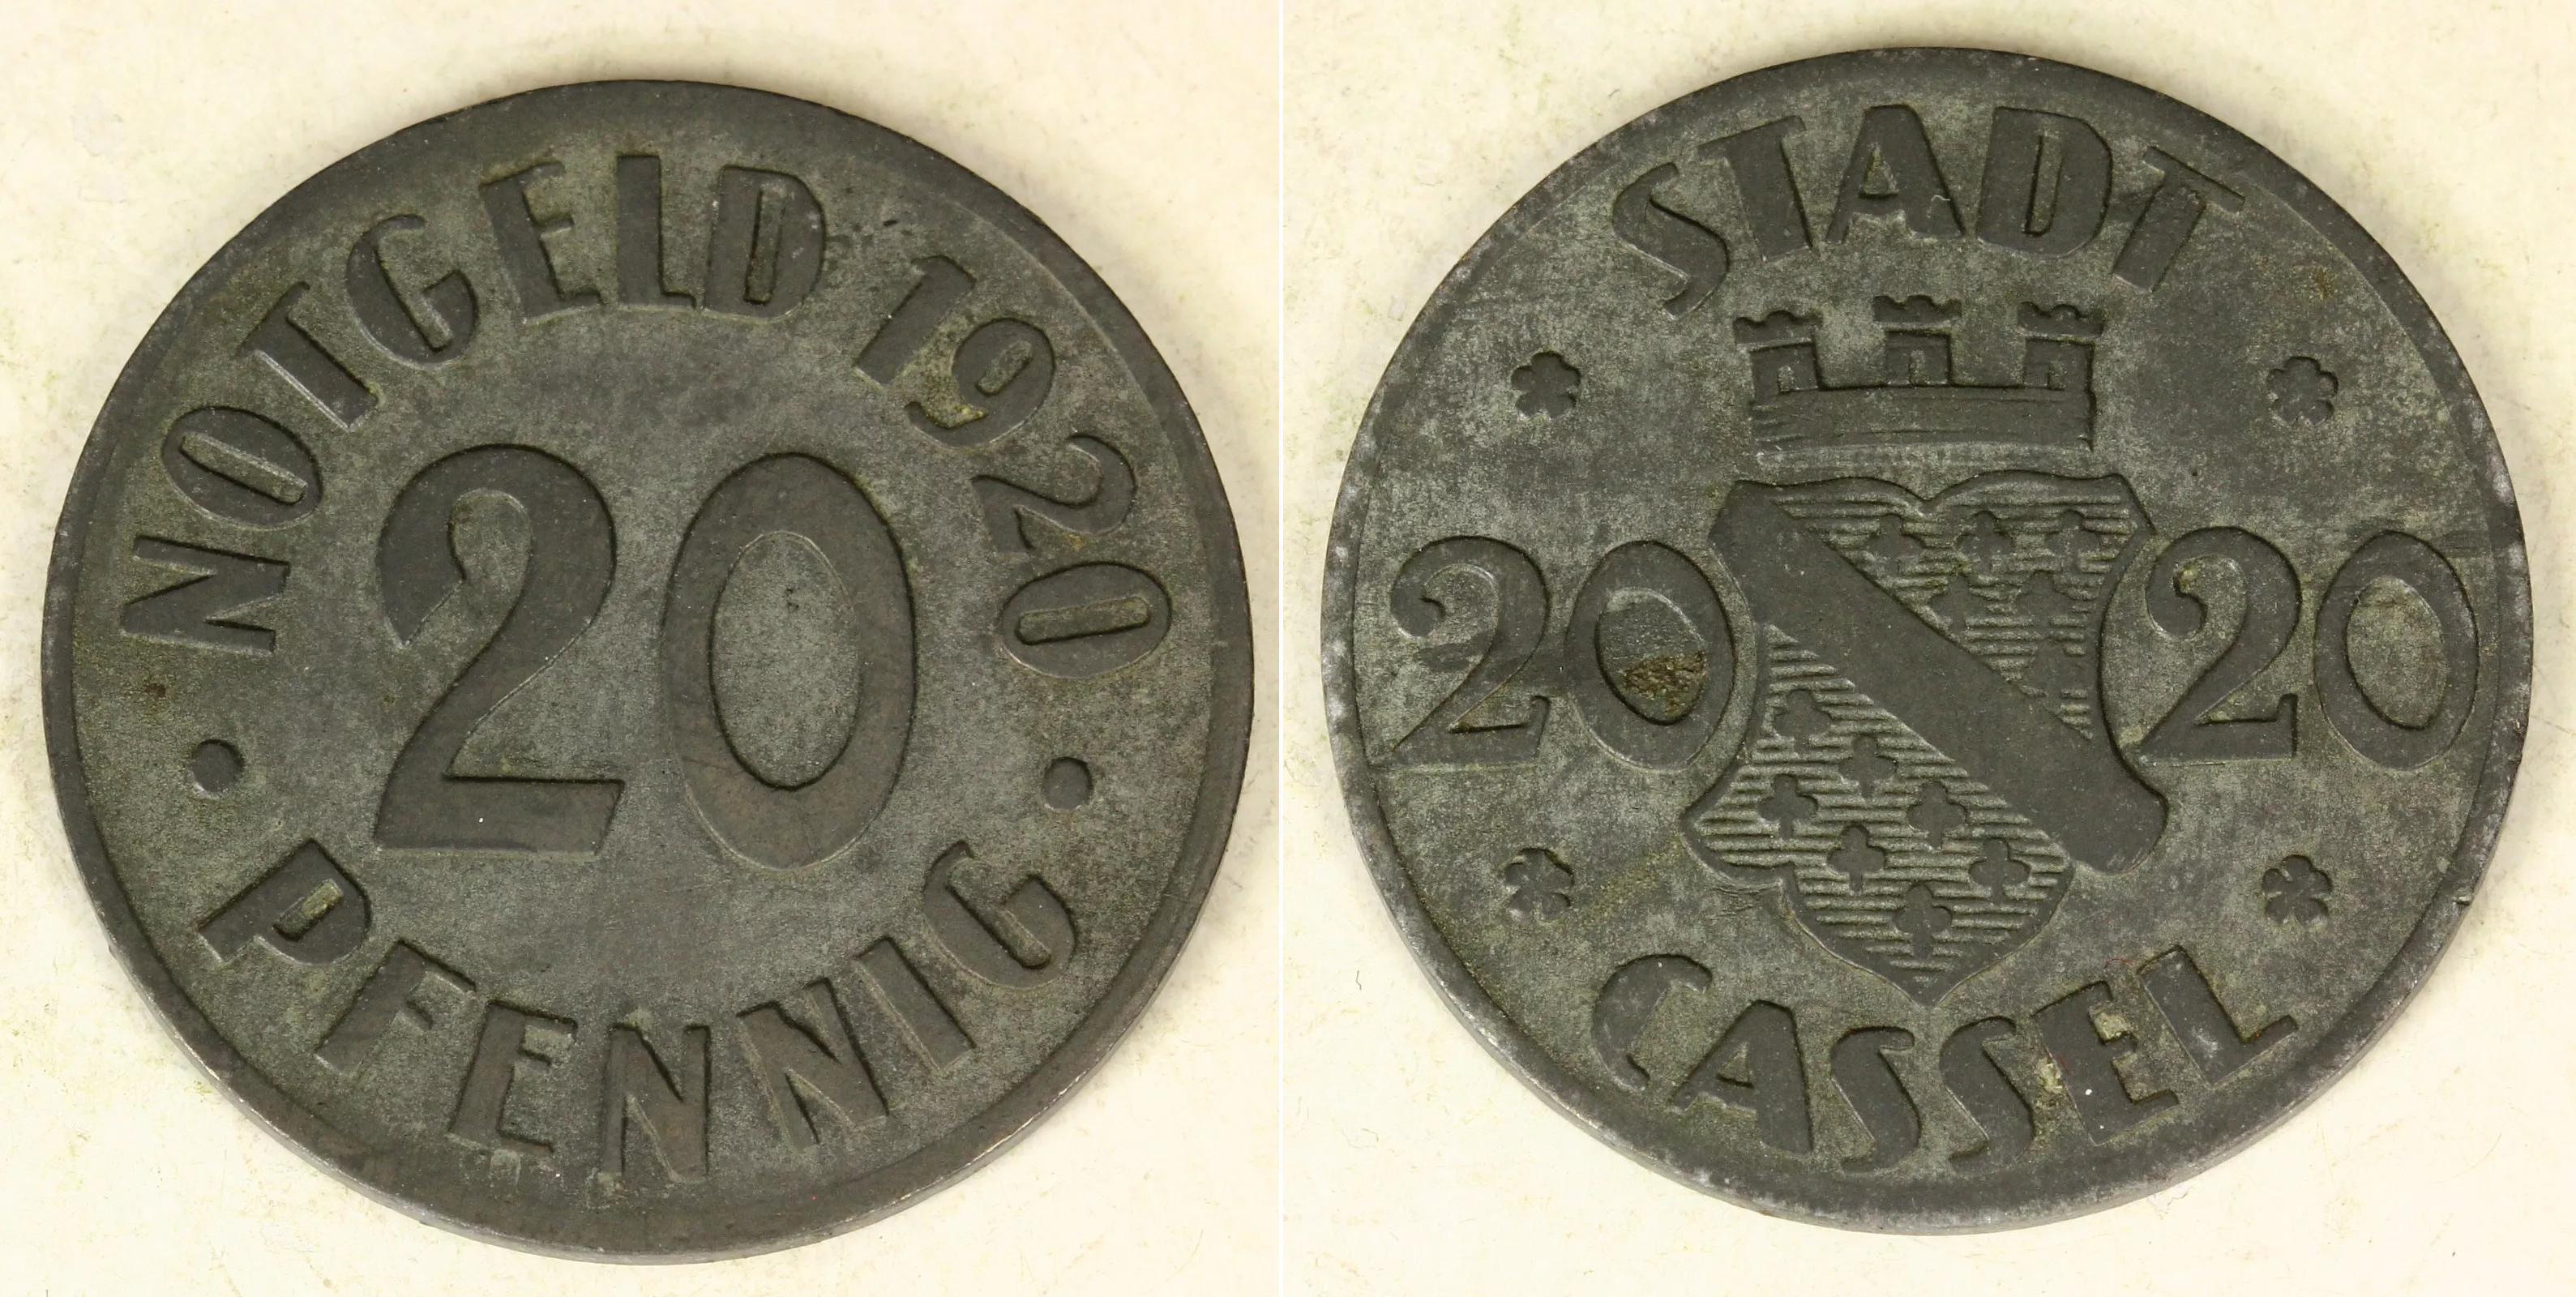 NOTGELD 1920
20
PFENNIG
STADT
20 20
CASSEL